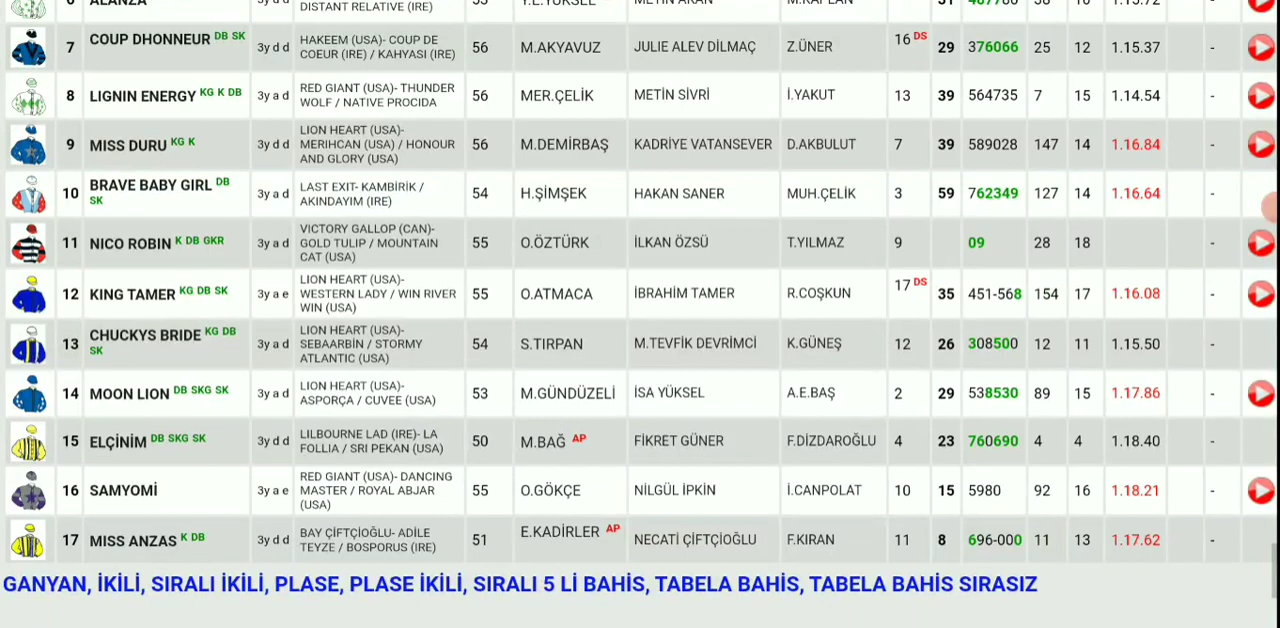 6 ALANZA 3y d d DISTANT RELATIVE (IRE) 53 Y.E.YÜKSEL METİN AKAN M.KAPLAN 31 487780 38 16 1.15.72
7 COUP DHONNEUR DB SK 3y d d HAKEEM (USA)- COUP DE 56 M.AKYAVUZ JULIE ALEV DİLMAÇ Z.ÜNER 16 DS 29 376066 25 12 1.15.37 -
COEUR (IRE) / KAHYASI (IRE)
8 LIGNIN ENERGY KG K DB 3y a d RED GIANT (USA)- THUNDER 56 MER.ÇELİK METİN SİVRİ İ.YAKUT 13 39 564735 7 15 1.14.54 -
WOLF / NATIVE PROCIDA
9 MISS DURU KG K 3y d d LION HEART (USA)- 56 M.DEMİRBAŞ KADRİYE VATANSEVER D.AKBULUT 7 39 589028 147 14 1.16.84 -
MERIHCAN (USA) / HONOUR
AND GLORY (USA)
10 BRAVE BABY GIRL DB 3y a d LAST EXIT- KAMBİRİK / 54 H.ŞİMŞEK HAKAN SANER MUH.ÇELİK 3 59 762349 127 14 1.16.64 -
SK AKINDAYIM (IRE)
11 NICO ROBIN K DB GKR 3y a d VICTORY GALLOP (CAN)- 55 O.ÖZTÜRK İLKAN ÖZSÜ T.YILMAZ 9 09 28 18 -
GOLD TULIP / MOUNTAIN
CAT (USA)
12 KING TAMER KG DB SK 3y a e LION HEART (USA)- 55 O.ATMACA İBRAHİM TAMER R.COŞKUN 17 DS 35 451-568 154 17 1.16.08 -
WESTERN LADY / WIN RIVER
WIN (USA)
13 CHUCKYS BRIDE KG DB 3y a d LION HEART (USA)- 54 S.TIRPAN M.TEVFİK DEVRİMCİ K.GÜNEŞ 12 26 308500 12 11 1.15.50 -
SK SEBAARBİN / STORMY
ATLANTIC (USA)
14 MOON LION DB SKG SK 3y a d LION HEART (USA)- 53 M.GÜNDÜZELİ İSA YÜKSEL A.E.BAŞ 2 29 538530 89 15 1.17.86 -
ASPORÇA / CUVEE (USA)
15 ELÇİNİM DB SKG SK 3y d d LILBOURNE LAD (IRE)- LA 50 M.BAĞ AP FİKRET GÜNER F.DİZDAROĞLU 4 23 760690 4 4 1.18.40 -
FOLLIA / SRI PEKAN (USA)
16 SAMYOMİ 3y a e RED GIANT (USA)- DANCING 55 O.GÖKÇE NİLGÜL İPKİN İ.CANPOLAT 10 15 5980 92 16 1.18.21 -
MASTER / ROYAL ABJAR
(USA)
17 MISS ANZAS K DB 3y d d BAY ÇİFTÇİOĞLU- ADİLE 51 E.KADİRLER AP NECATİ ÇİFTÇİOĞLU F.KIRAN 11 8 696-000 11 13 1.17.62 -
TEYZE / BOSPORUS (IRE)
GANYAN, İKİLİ, SIRALI İKİLİ, PLASE, PLASE İKİLİ, SIRALI 5 Lİ BAHİS, TABELA BAHİS, TABELA BAHİS SIRASIZ